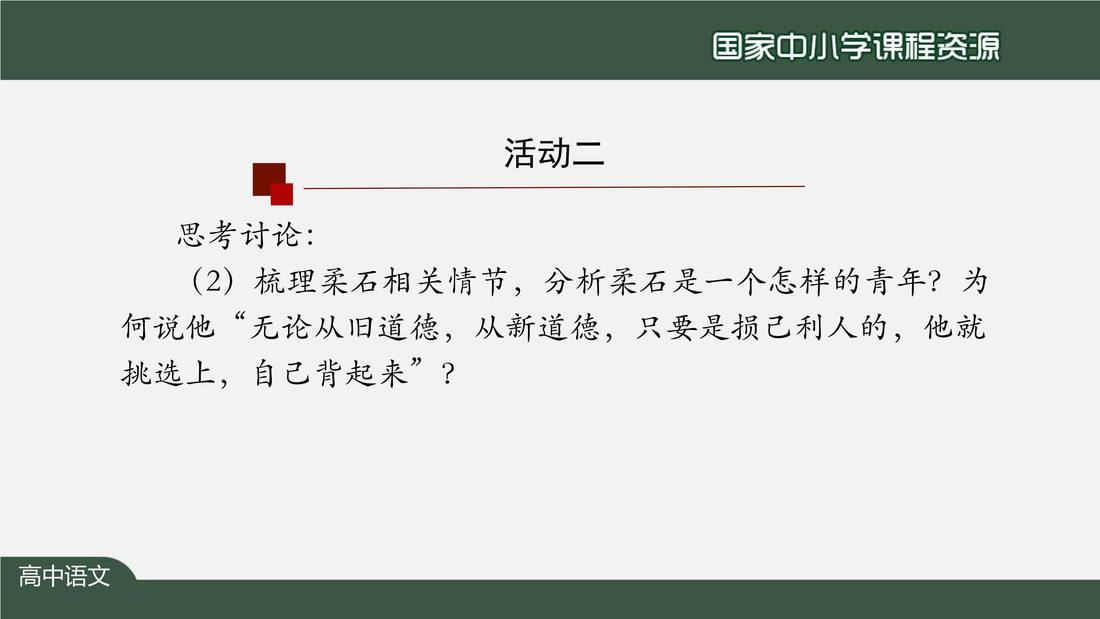 国家中小学课程资源
活动二
思考讨论：
（2）梳理柔石相关情节，分析柔石是一个怎样的青年？为
何说他“无论从旧道德，从新道德，只要是损己利人的，他就
挑选上，自己背起来”？
高中语文